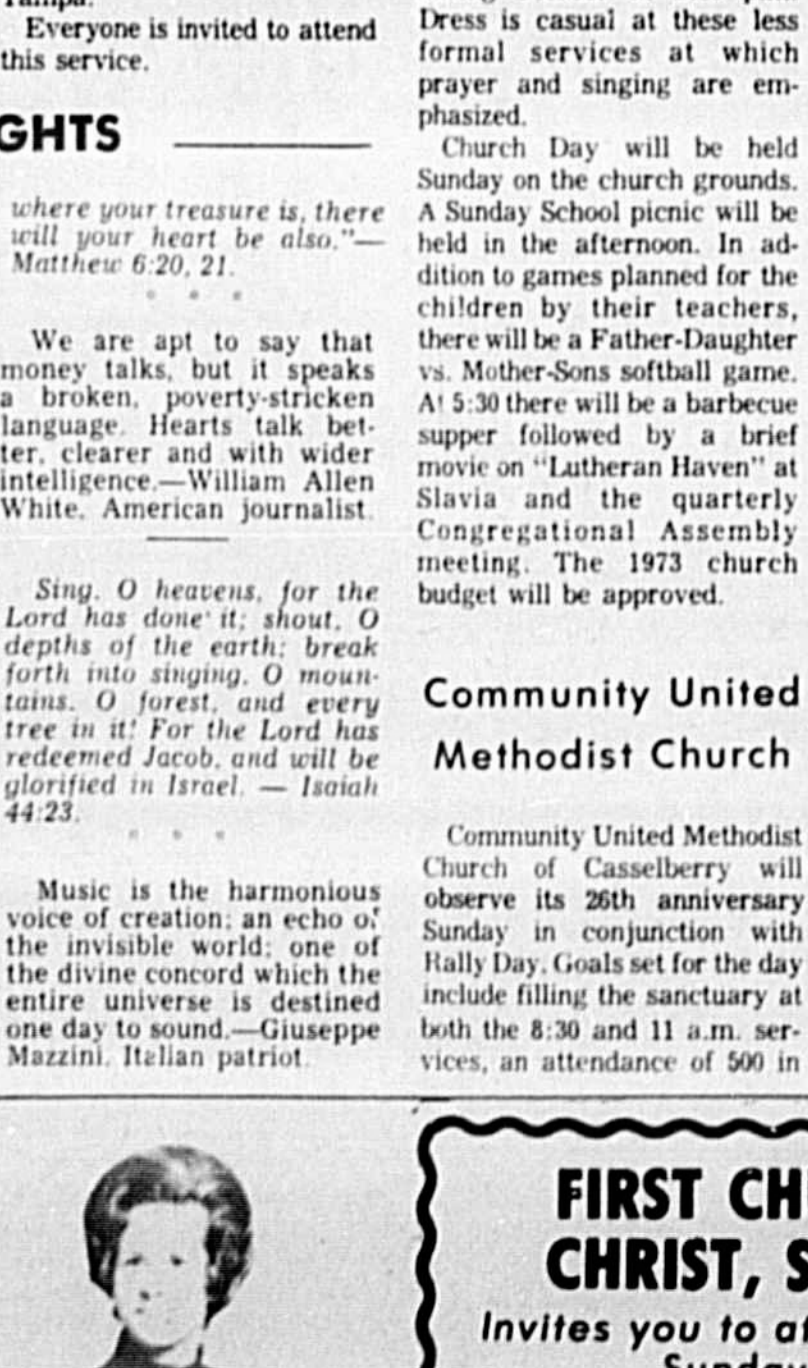 Everyone is invited to attend
this service.
GHTS
where your treasure is, there
will your heart be also."—
Matthew 6:20, 21.
* * *
We are apt to say that
money talks, but it speaks
a broken, poverty-stricken
language. Hearts talk bet-
ter, clearer and with wider
intelligence.—William Allen
White, American journalist.
Sing, O heavens, for the
Lord has done it; shout, O
depths of the earth; break
forth into singing, O moun-
tains, O forest, and every
tree in it! For the Lord has
redeemed Jacob, and will be
glorified in Israel. — Isaiah
44:23.
* * *
Music is the harmonious
voice of creation; an echo of
the invisible world; one of
the divine concord which the
entire universe is destined
one day to sound.—Giuseppe
Mazzini, Italian patriot.
Dress is casual at these less
formal services at which
prayer and singing are em-
phasized.
Church Day will be held
Sunday on the church grounds.
A Sunday School picnic will be
held in the afternoon. In ad-
dition to games planned for the
children by their teachers,
there will be a Father-Daughter
vs. Mother-Sons softball game.
At 5:30 there will be a barbecue
supper followed by a brief
movie on "Lutheran Haven" at
Slavia and the quarterly
Congregational Assembly
meeting. The 1973 church
budget will be approved.
Community United
Methodist Church
Community United Methodist
Church of Casselberry will
observe its 26th anniversary
Sunday in conjunction with
Rally Day. Goals set for the day
include filling the sanctuary at
both the 8:30 and 11 a.m. ser-
vices, an attendance of 500 in
FIRST CH
CHRIST, S
Invites you to at
Sunday